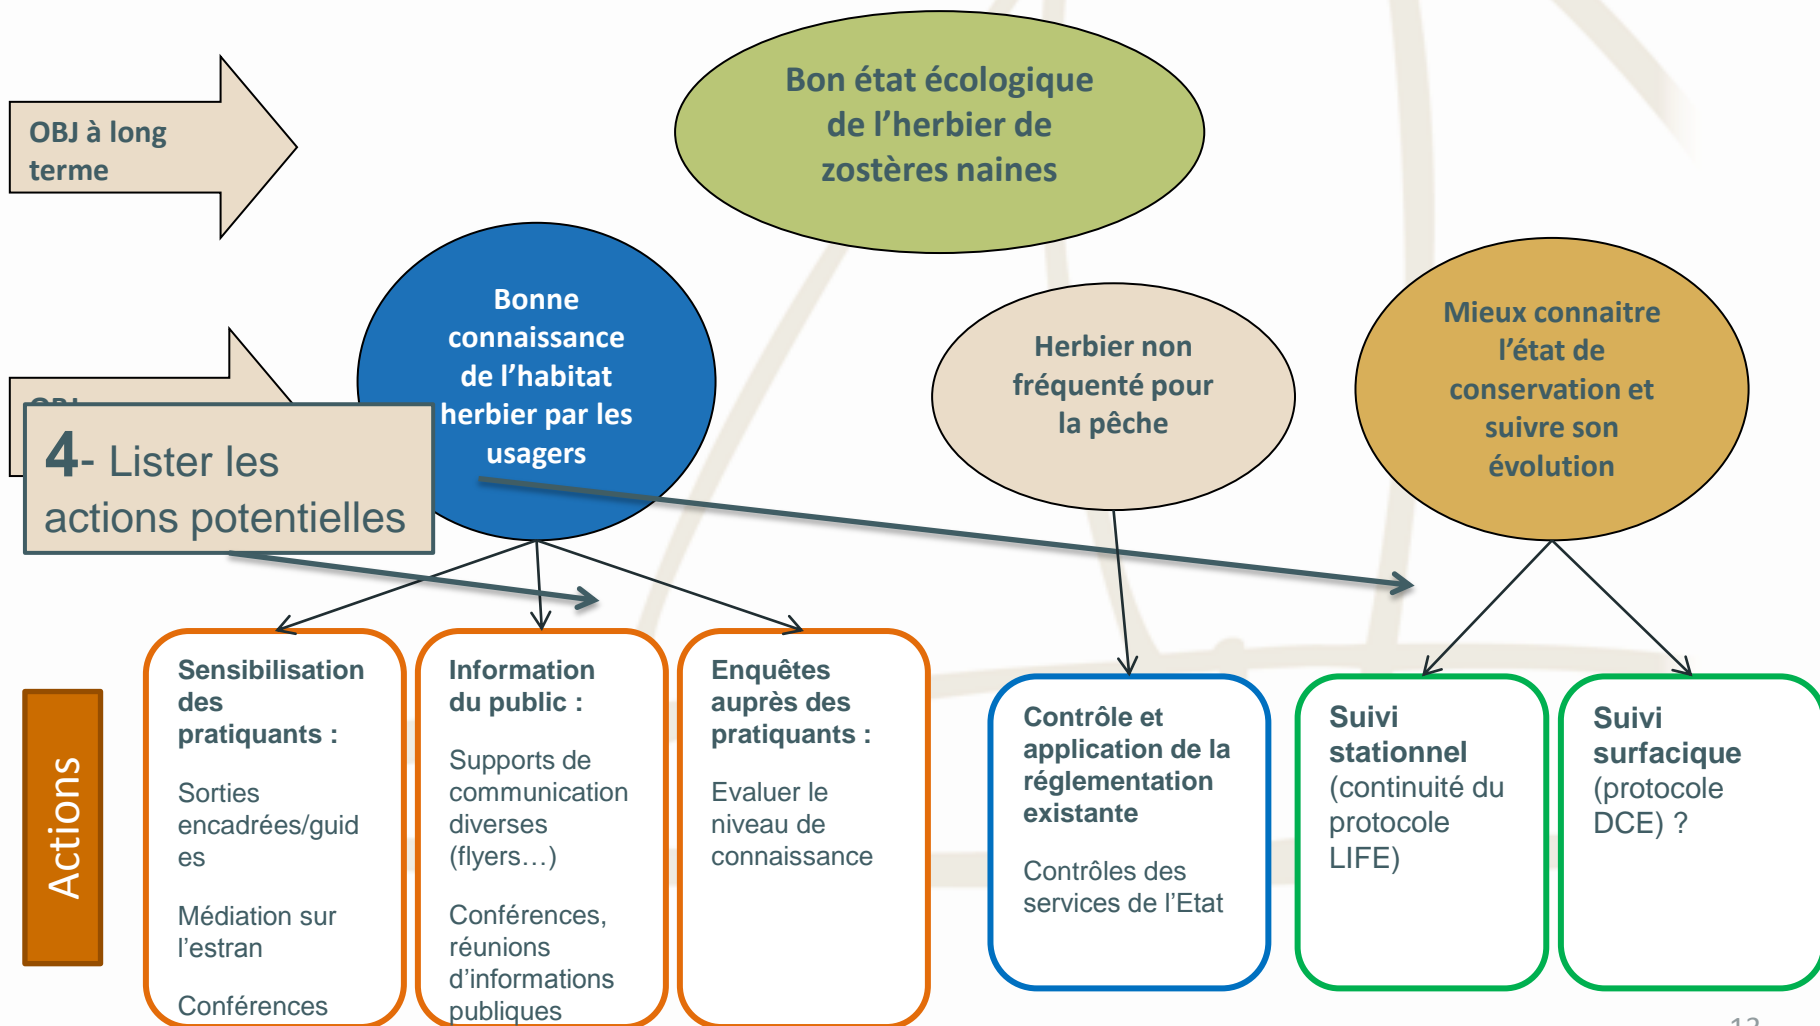 Bon état écologique
de l’herbier de
zostères naines
OBJ à long
terme
Bonne
connaissance
de l’habitat
herbier par les
usagers
Herbier non
fréquenté pour
la pêche
Mieux connaitre
l’état de
conservation et
suivre son
évolution
4- Lister les
actions potentielles
Actions
Sensibilisation
des
pratiquants :
Sorties
encadrées/guid
es
Médiation sur
l’estran
Conférences
Information
du public :
Supports de
communication
diverses
(flyers…)
Conférences,
réunions
d’informations
publiques
Enquêtes
auprès des
pratiquants :
Evaluer le
niveau de
connaissance
Contrôle et
application de la
réglementation
existante
Contrôles des
services de l’Etat
Suivi
stationnel
(continuité du
protocole
LIFE)
Suivi
surfacique
(protocole
DCE) ?